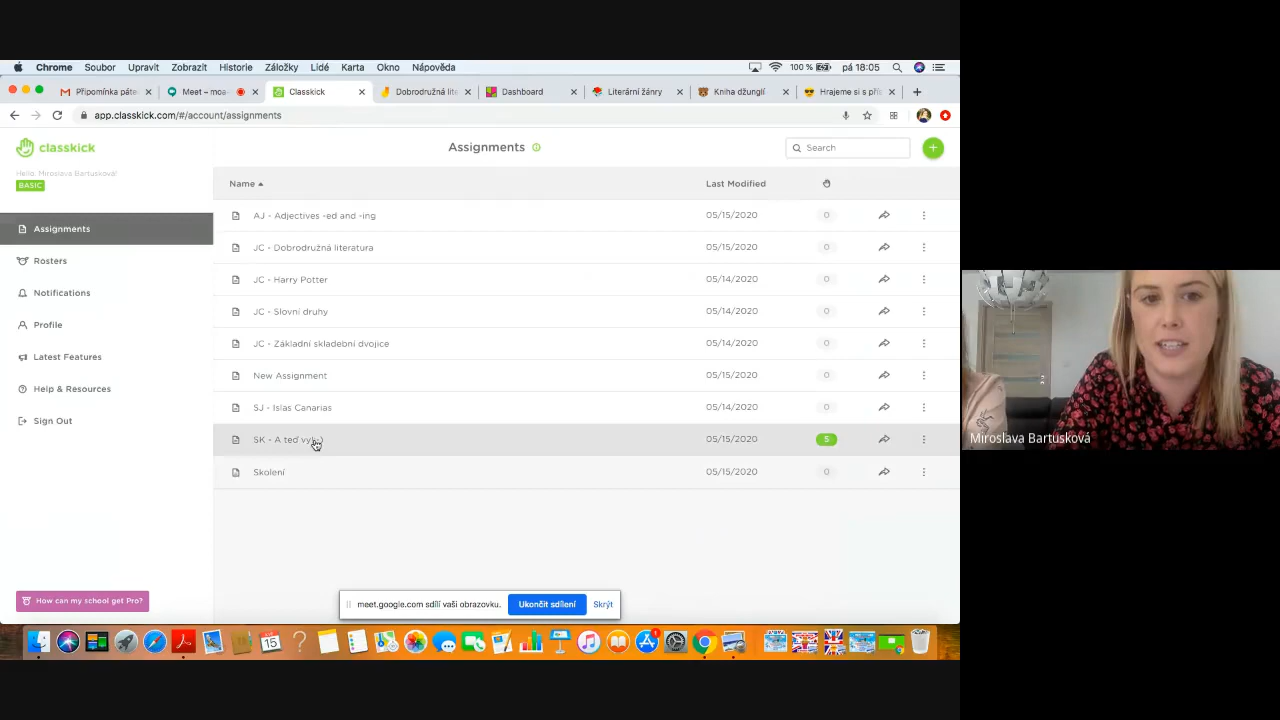 Chrome Soubor Upravit Zobrazit Historie Záložky Lidé Karta Okno Nápověda 100 % pá 18:05
Připomínka páte Meet – moa- Classkick Dobrodružná lite Dashboard Literární žánry Kniha džunglí Hrajeme si s přís
app.classkick.com/#/account/assignments
classkick
Hello, Miroslava Bartusková!
BASIC
Assignments
Search
Name Last Modified
Assignments
Rosters
Notifications
Profile
Latest Features
Help & Resources
Sign Out
How can my school get Pro?
AJ - Adjectives -ed and -ing 05/15/2020 0
JC - Dobrodružná literatura 05/15/2020 0
JC - Harry Potter 05/14/2020 0
JC - Slovní druhy 05/14/2020 0
JC - Základní skladební dvojice 05/14/2020 0
New Assignment 05/15/2020 0
SJ - Islas Canarias 05/14/2020 0
SK - A teď 05/15/2020 5
Školení 05/15/2020 0
meet.google.com sdílí vaši obrazovku. Ukončit sdílení Skrýt
15
Miroslava Bartusková